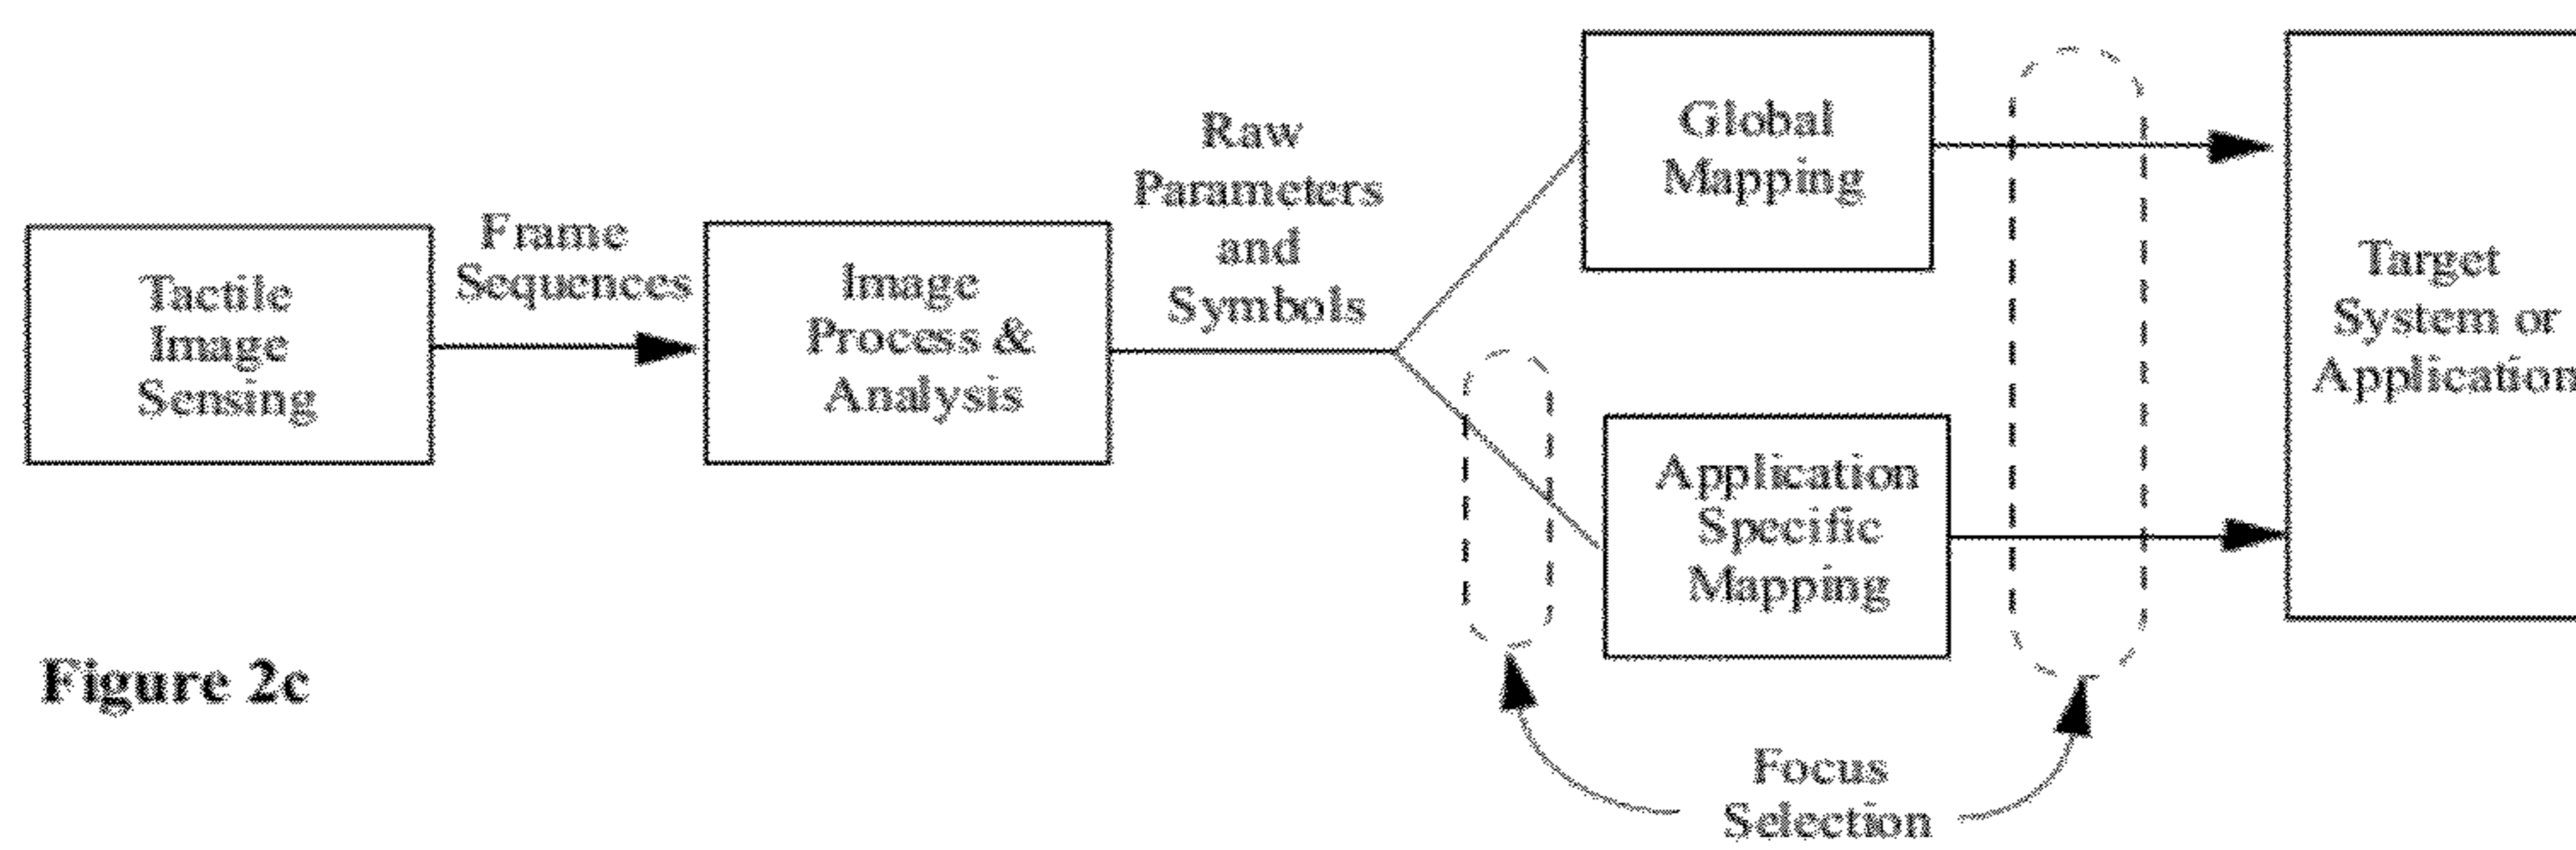 Tactile
Image
Sensing
Frame
Sequences
Image
Process &
Analysis
Raw
Parameters
and
Symbols
Global
Mapping
Application
Specific
Mapping
Target
System or
Application
Focus
Selection
Figure 2c